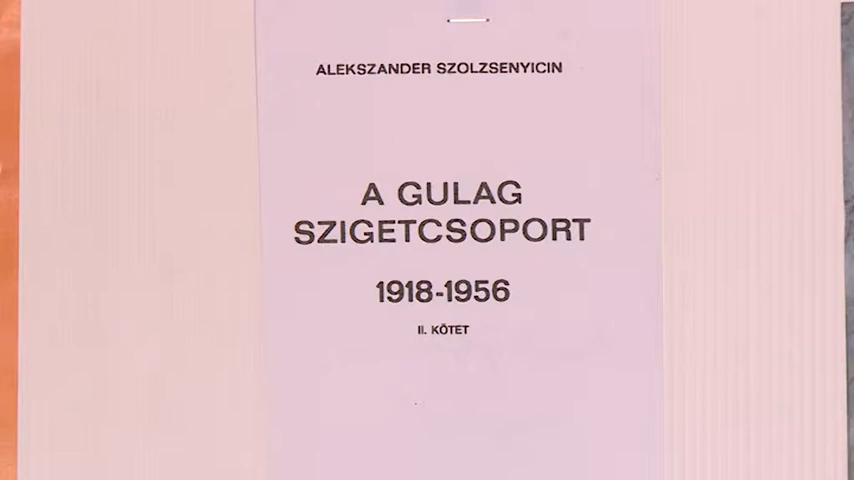 ALEKSZANDER SZOLZSENYICIN
A GULAG
SZIGETCSOPORT
1918-1956
II. KÖTET